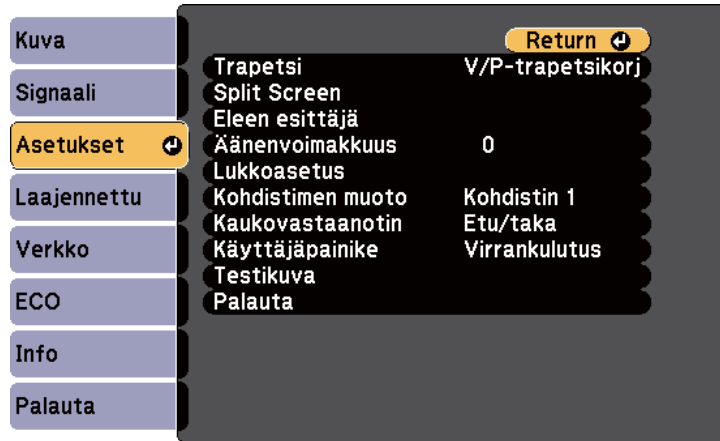 Kuva
Signaali
Asetukset
Laajennettu
Verkko
ECO
Info
Palauta
Return
Trapetsi V/P-trapetsikorj
Split Screen
Eleen esittäjä
Äänenvoimakkuus 0
Lukkoasetus
Kohdistimen muoto Kohdistin 1
Kaukovastaanotin Etu/taka
Käyttäjäpainike Virrankulutus
Testikuva
Palauta